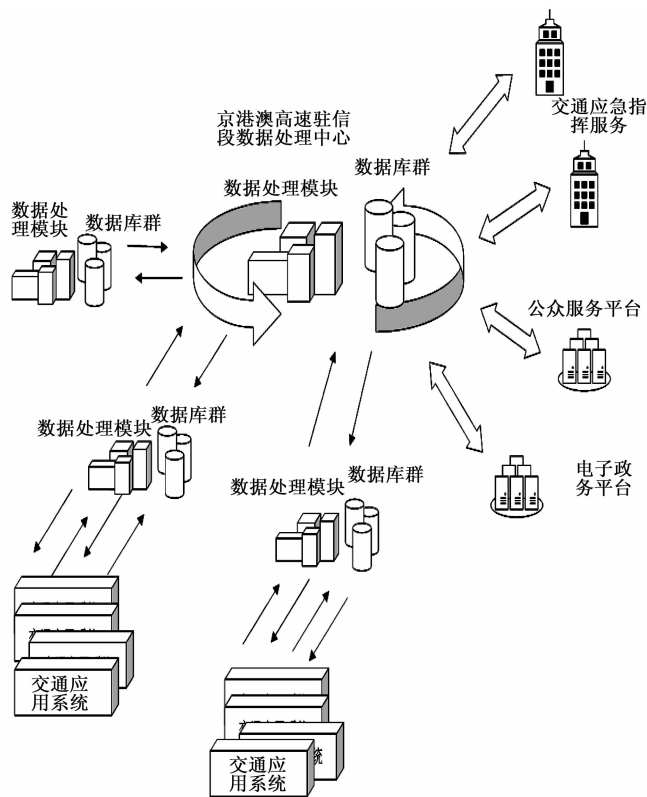 交通应急指
挥服务
京港澳高速驻信
段数据处理中心
数据库群
数据处理模块
数据处
理模块
数据库群
公众服务平台
数据库群
数据处理模块
电子政
务平台
数据库群
数据处理模块
交通应
用系统
交通应
用系统